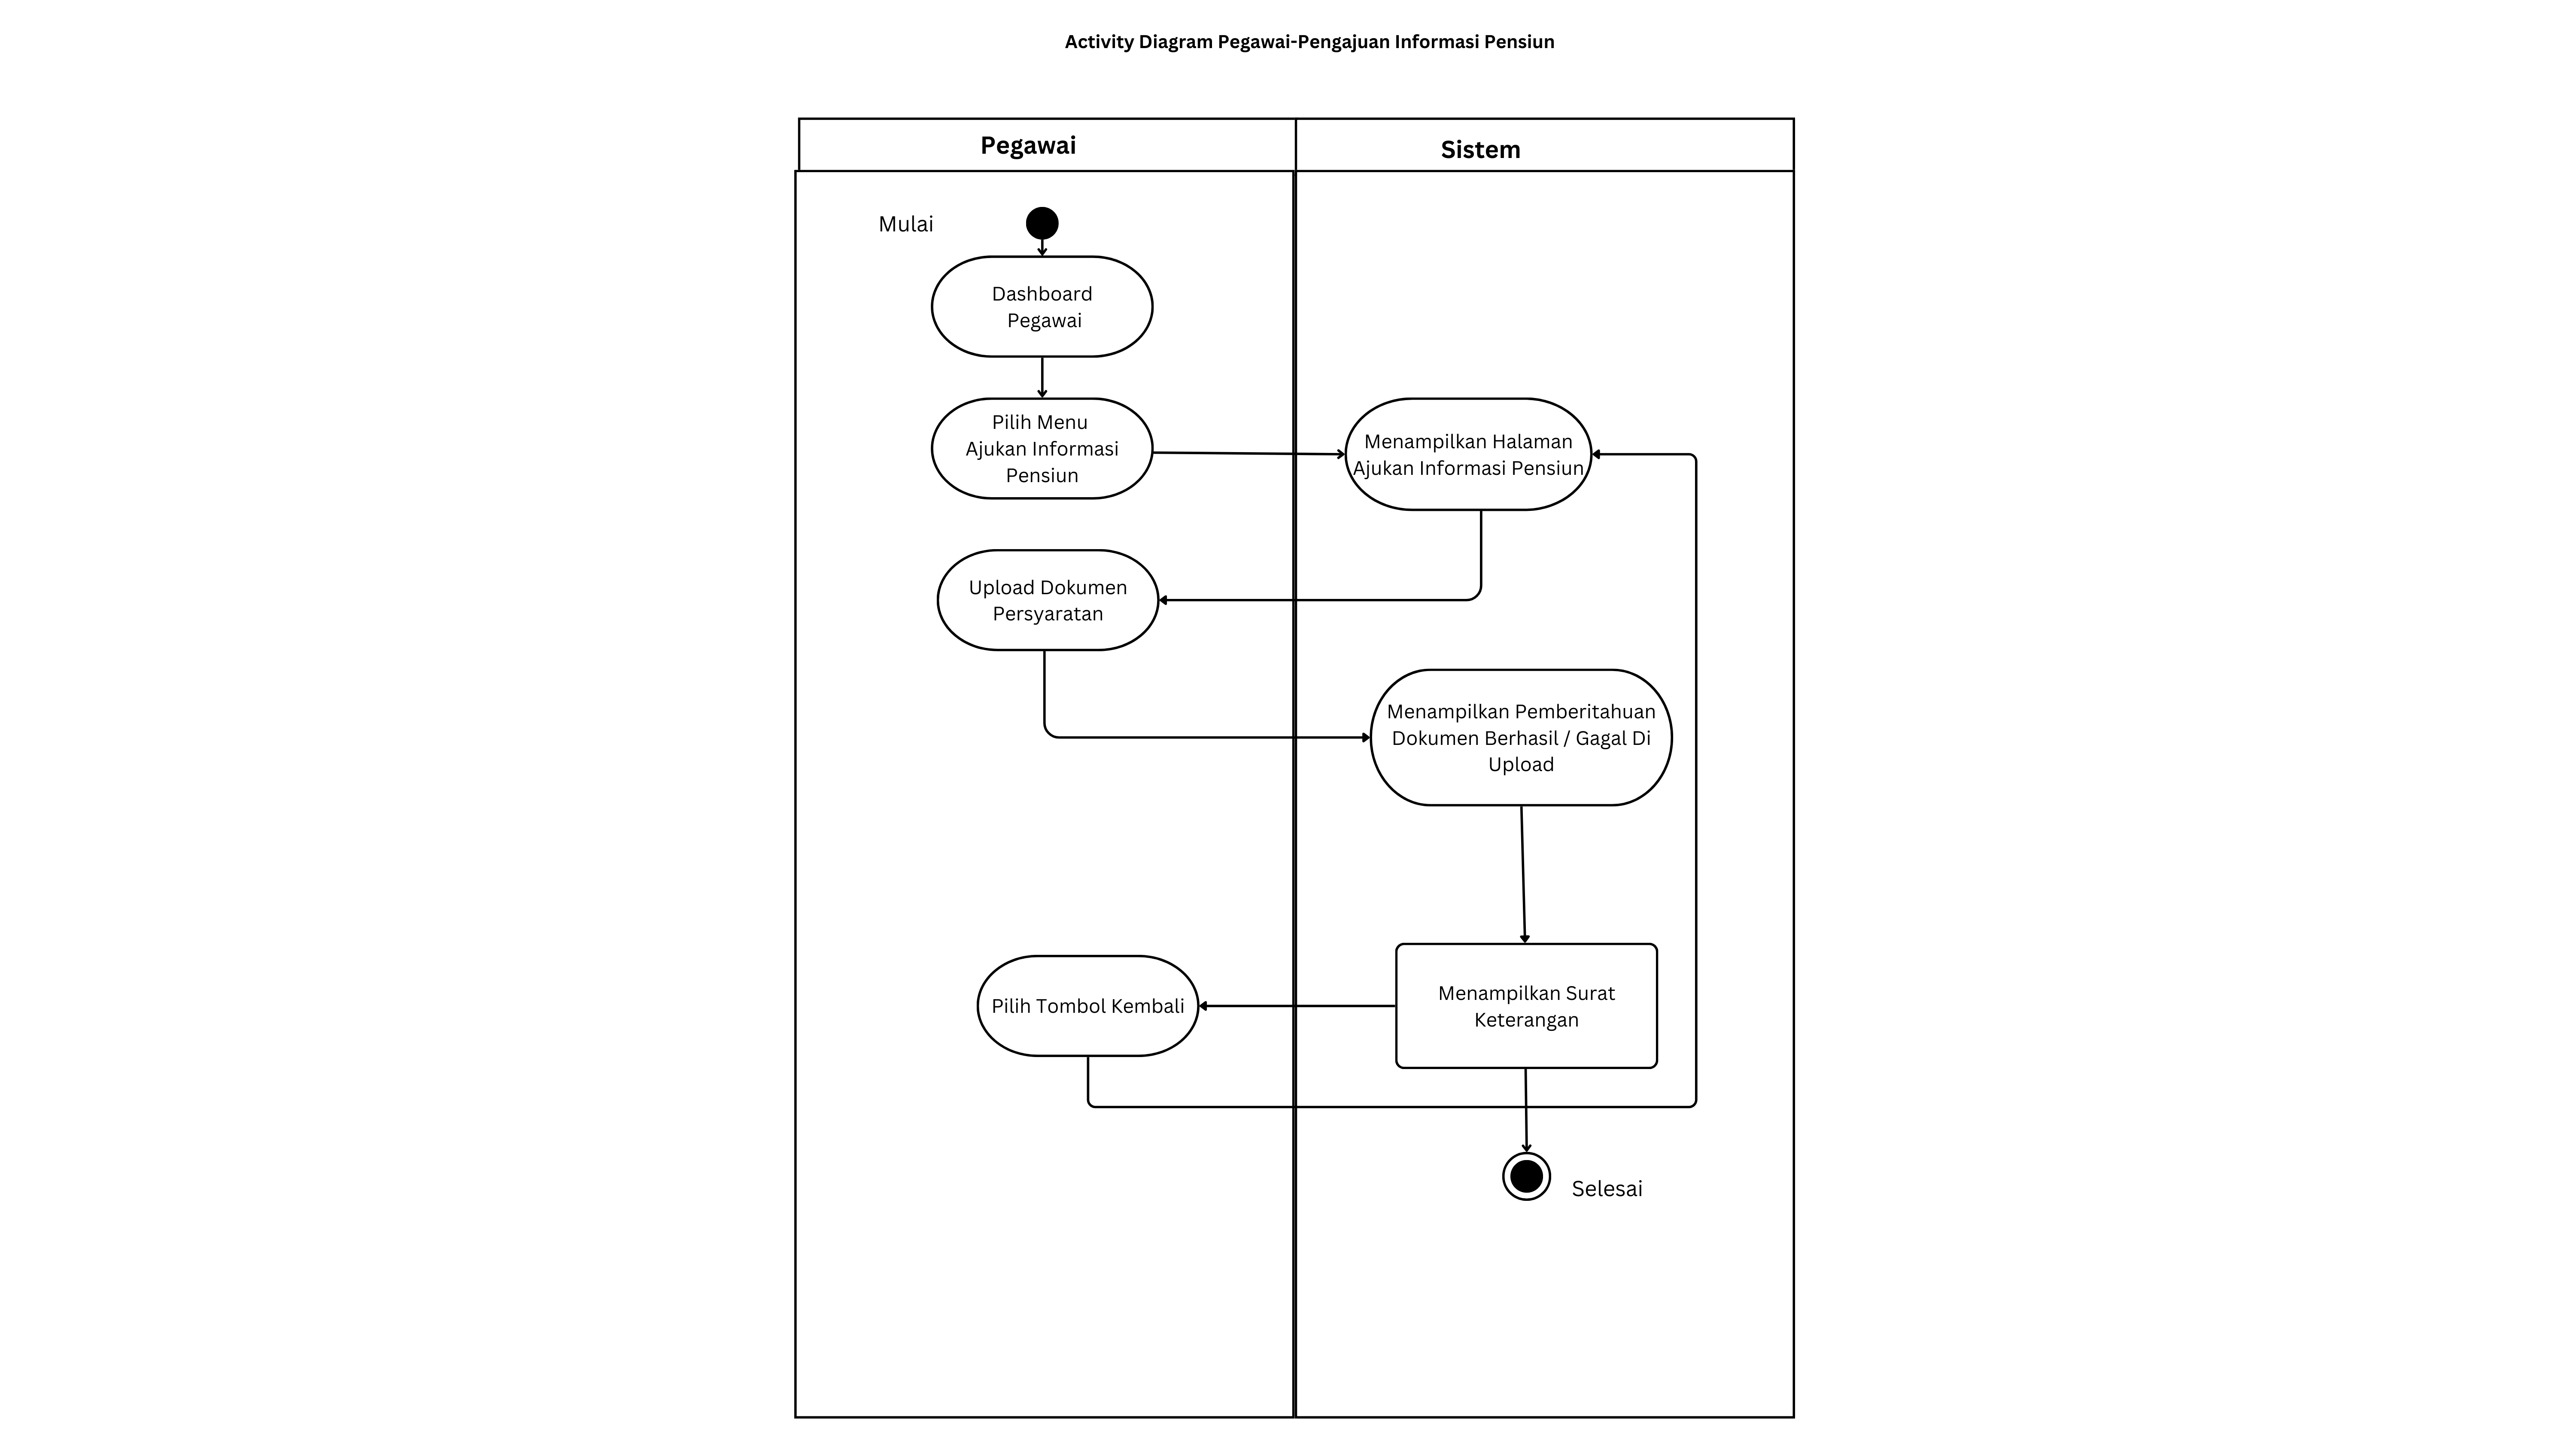 Activity Diagram Pegawai-Pengajuan Informasi Pensiun
Pegawai
Sistem
Mulai
Dashboard
Pegawai
Pilih Menu
Ajukan Informasi
Pensiun
Menampilkan Halaman
Ajukan Informasi Pensiun
Upload Dokumen
Persyaratan
Menampilkan Pemberitahuan
Dokumen Berhasil / Gagal Di
Upload
Pilih Tombol Kembali
Menampilkan Surat
Keterangan
Selesai